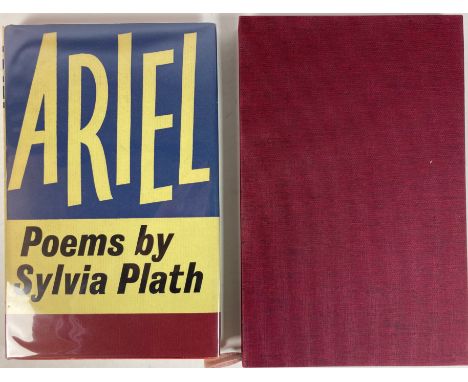 ARIEL
Poems by
Sylvia Plath